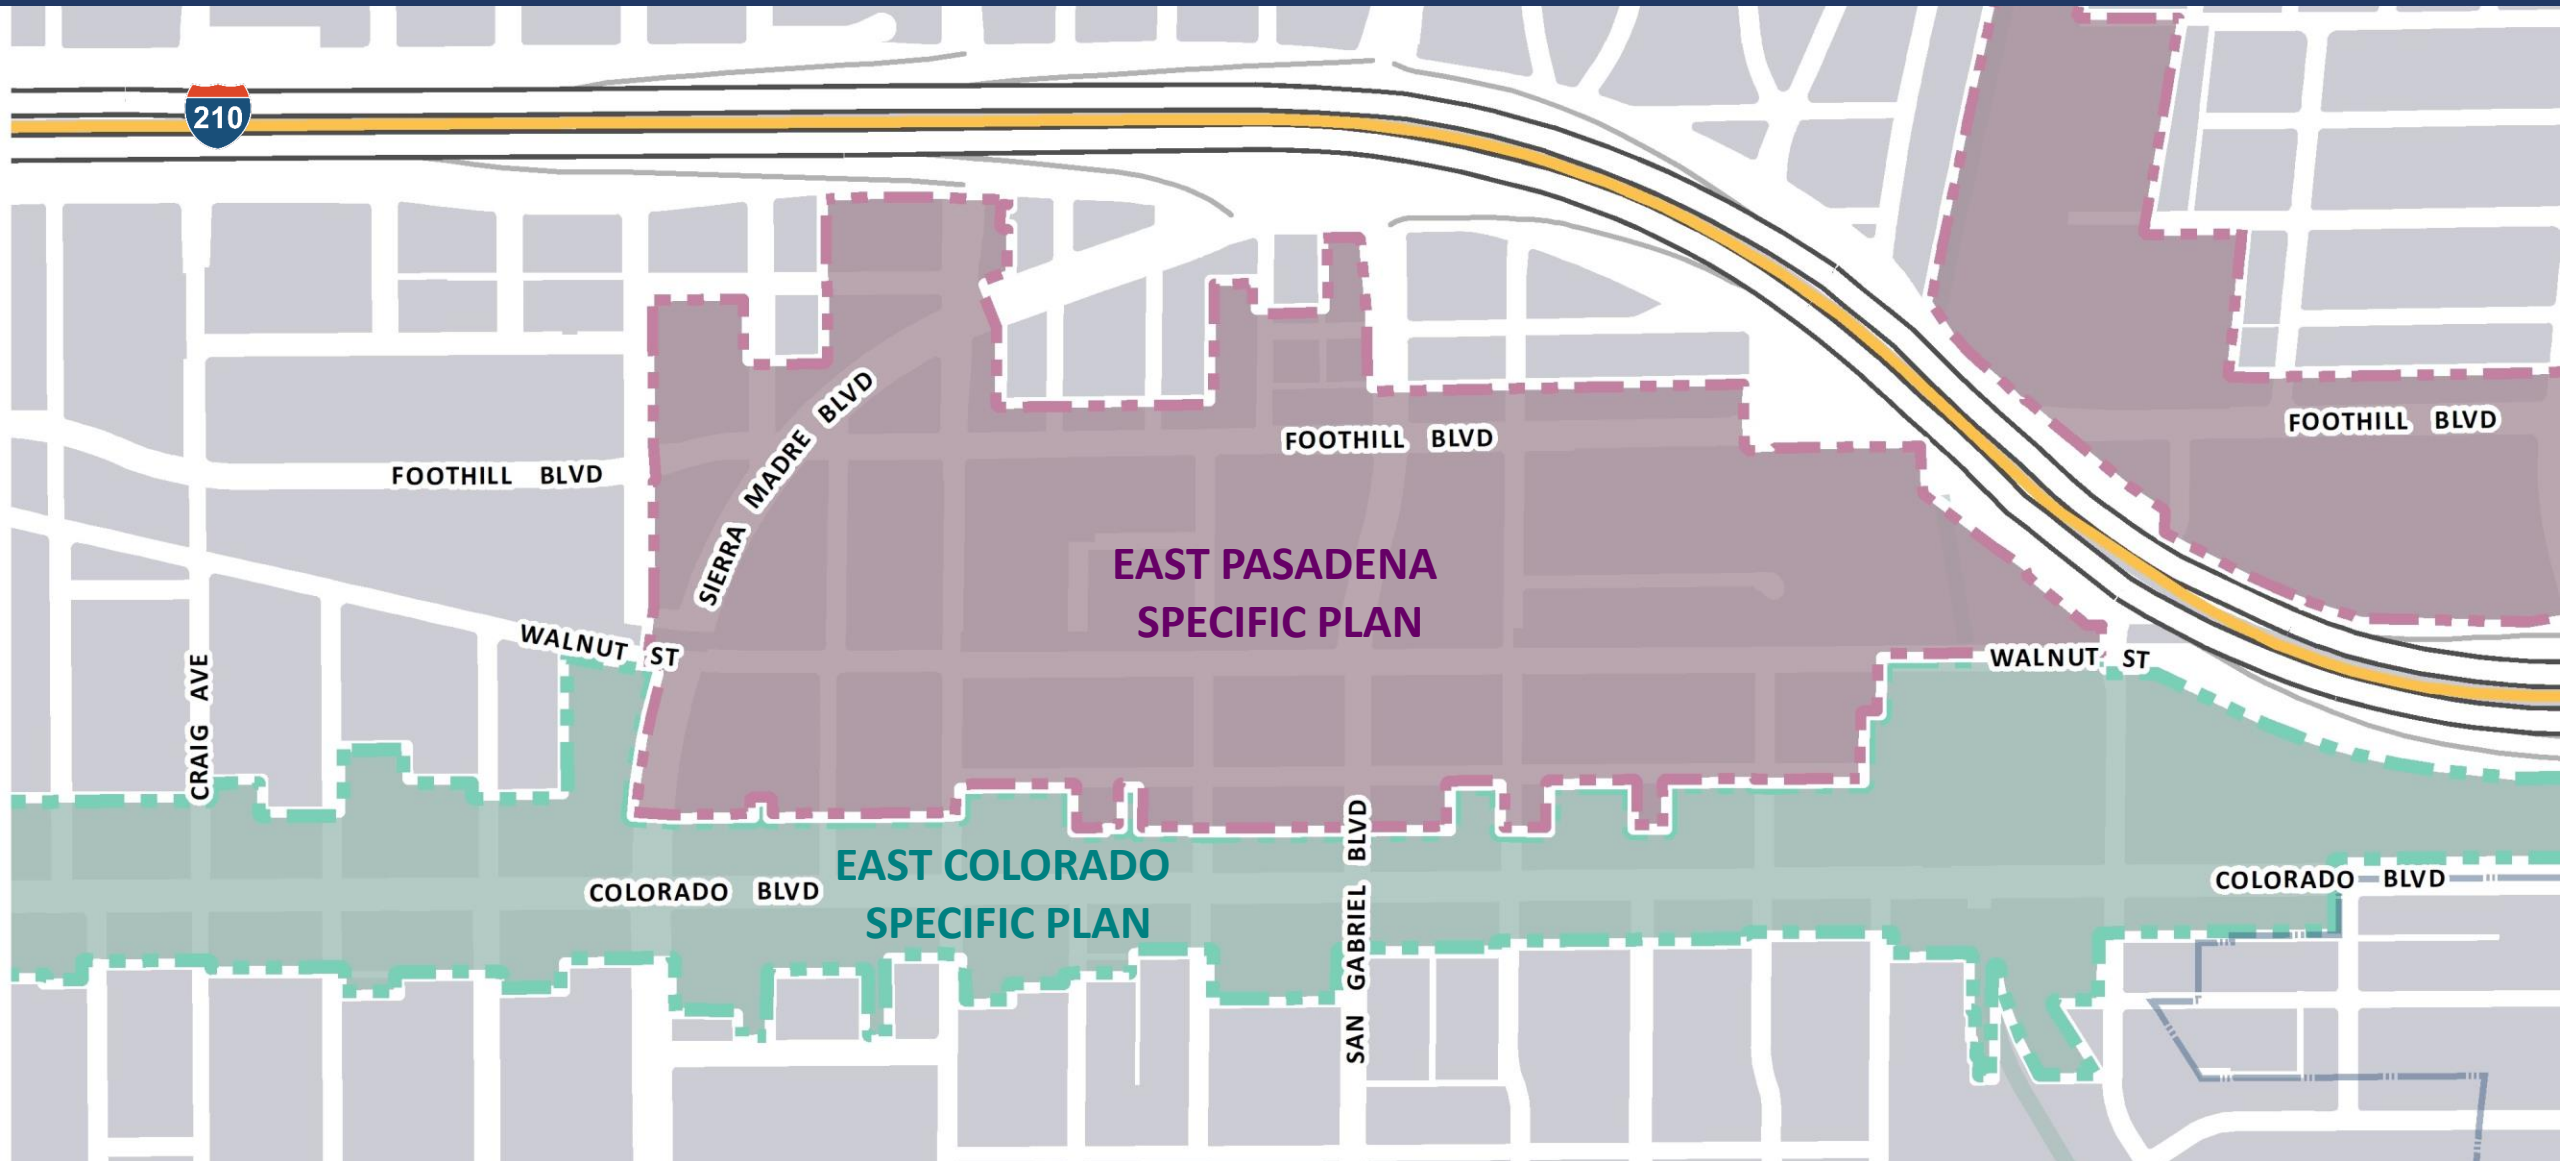 210
FOOTHILL BLVD
FOOTHILL BLVD
FOOTHILL BLVD
SIERRA MADRE BLVD
EAST PASADENA
SPECIFIC PLAN
WALNUT ST
WALNUT ST
CRAIG AVE
SAN GABRIEL BLVD
EAST COLORADO
SPECIFIC PLAN
COLORADO BLVD
COLORADO BLVD